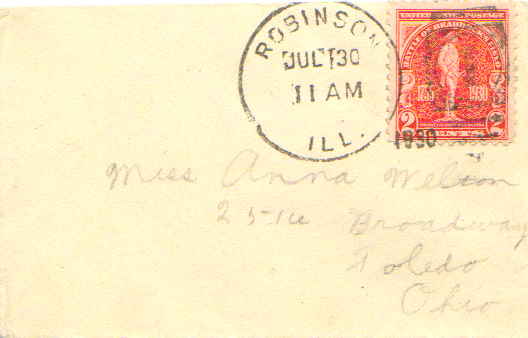 ROBINSON
JUL 30
11 AM
ILL.
1930
UNITED STATES POSTAGE
BATTLE OF BRADDOCK'S FIELD
1755 1930
2 2
CENTS
Miss Anna Welton
Broadway
Toledo
Ohio